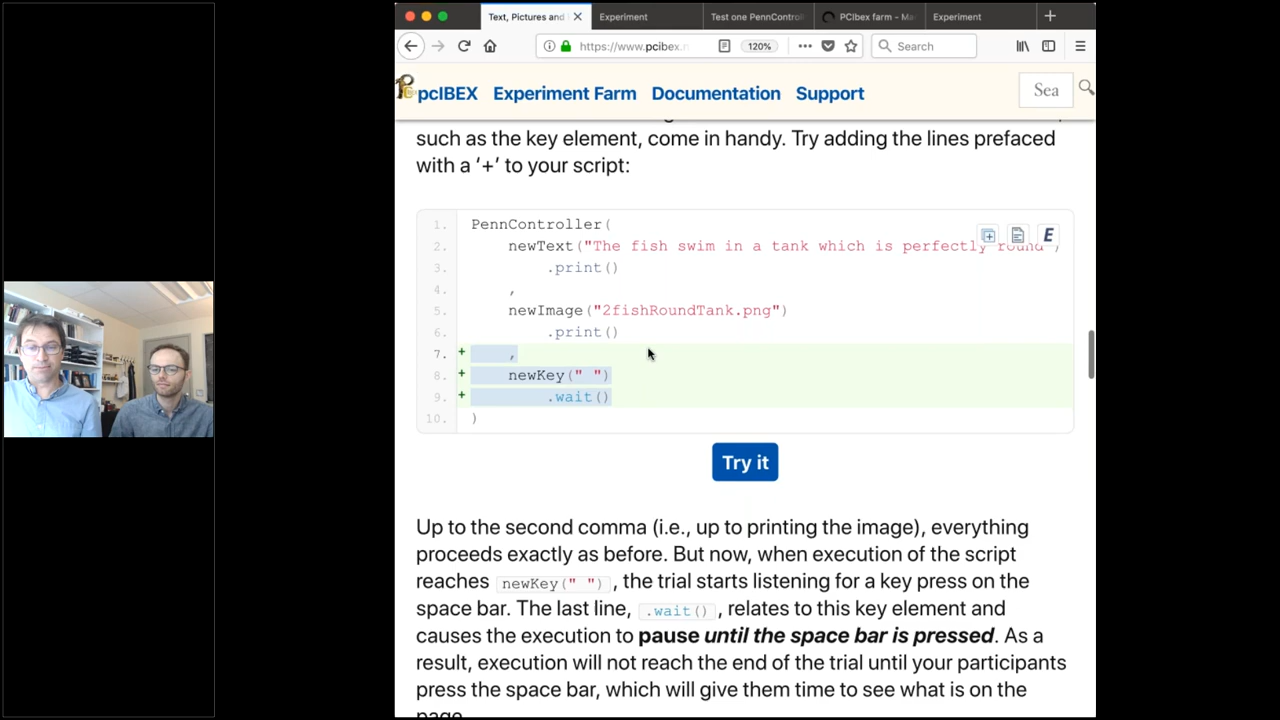 Text, Pictures and
Experiment
Test one PennControll
PCIbex farm - Ma
Experiment
https://www.pcibex.n
120%
Search
pcIBEX
Experiment Farm
Documentation
Support
Sea
such as the key element, come in handy. Try adding the lines prefaced
with a ‘+’ to your script:
1. PennController(
2. newText("The fish swim in a tank which is perfectly round")
3. .print()
4. ,
5. newImage("2fishRoundTank.png")
6. .print()
7. + ,
8. + newKey(" ")
9. + .wait()
10. )
E
Try it
Up to the second comma (i.e., up to printing the image), everything
proceeds exactly as before. But now, when execution of the script
reaches newKey(" ") , the trial starts listening for a key press on the
space bar. The last line, .wait() , relates to this key element and
causes the execution to pause until the space bar is pressed. As a
result, execution will not reach the end of the trial until your participants
press the space bar, which will give them time to see what is on the
page.